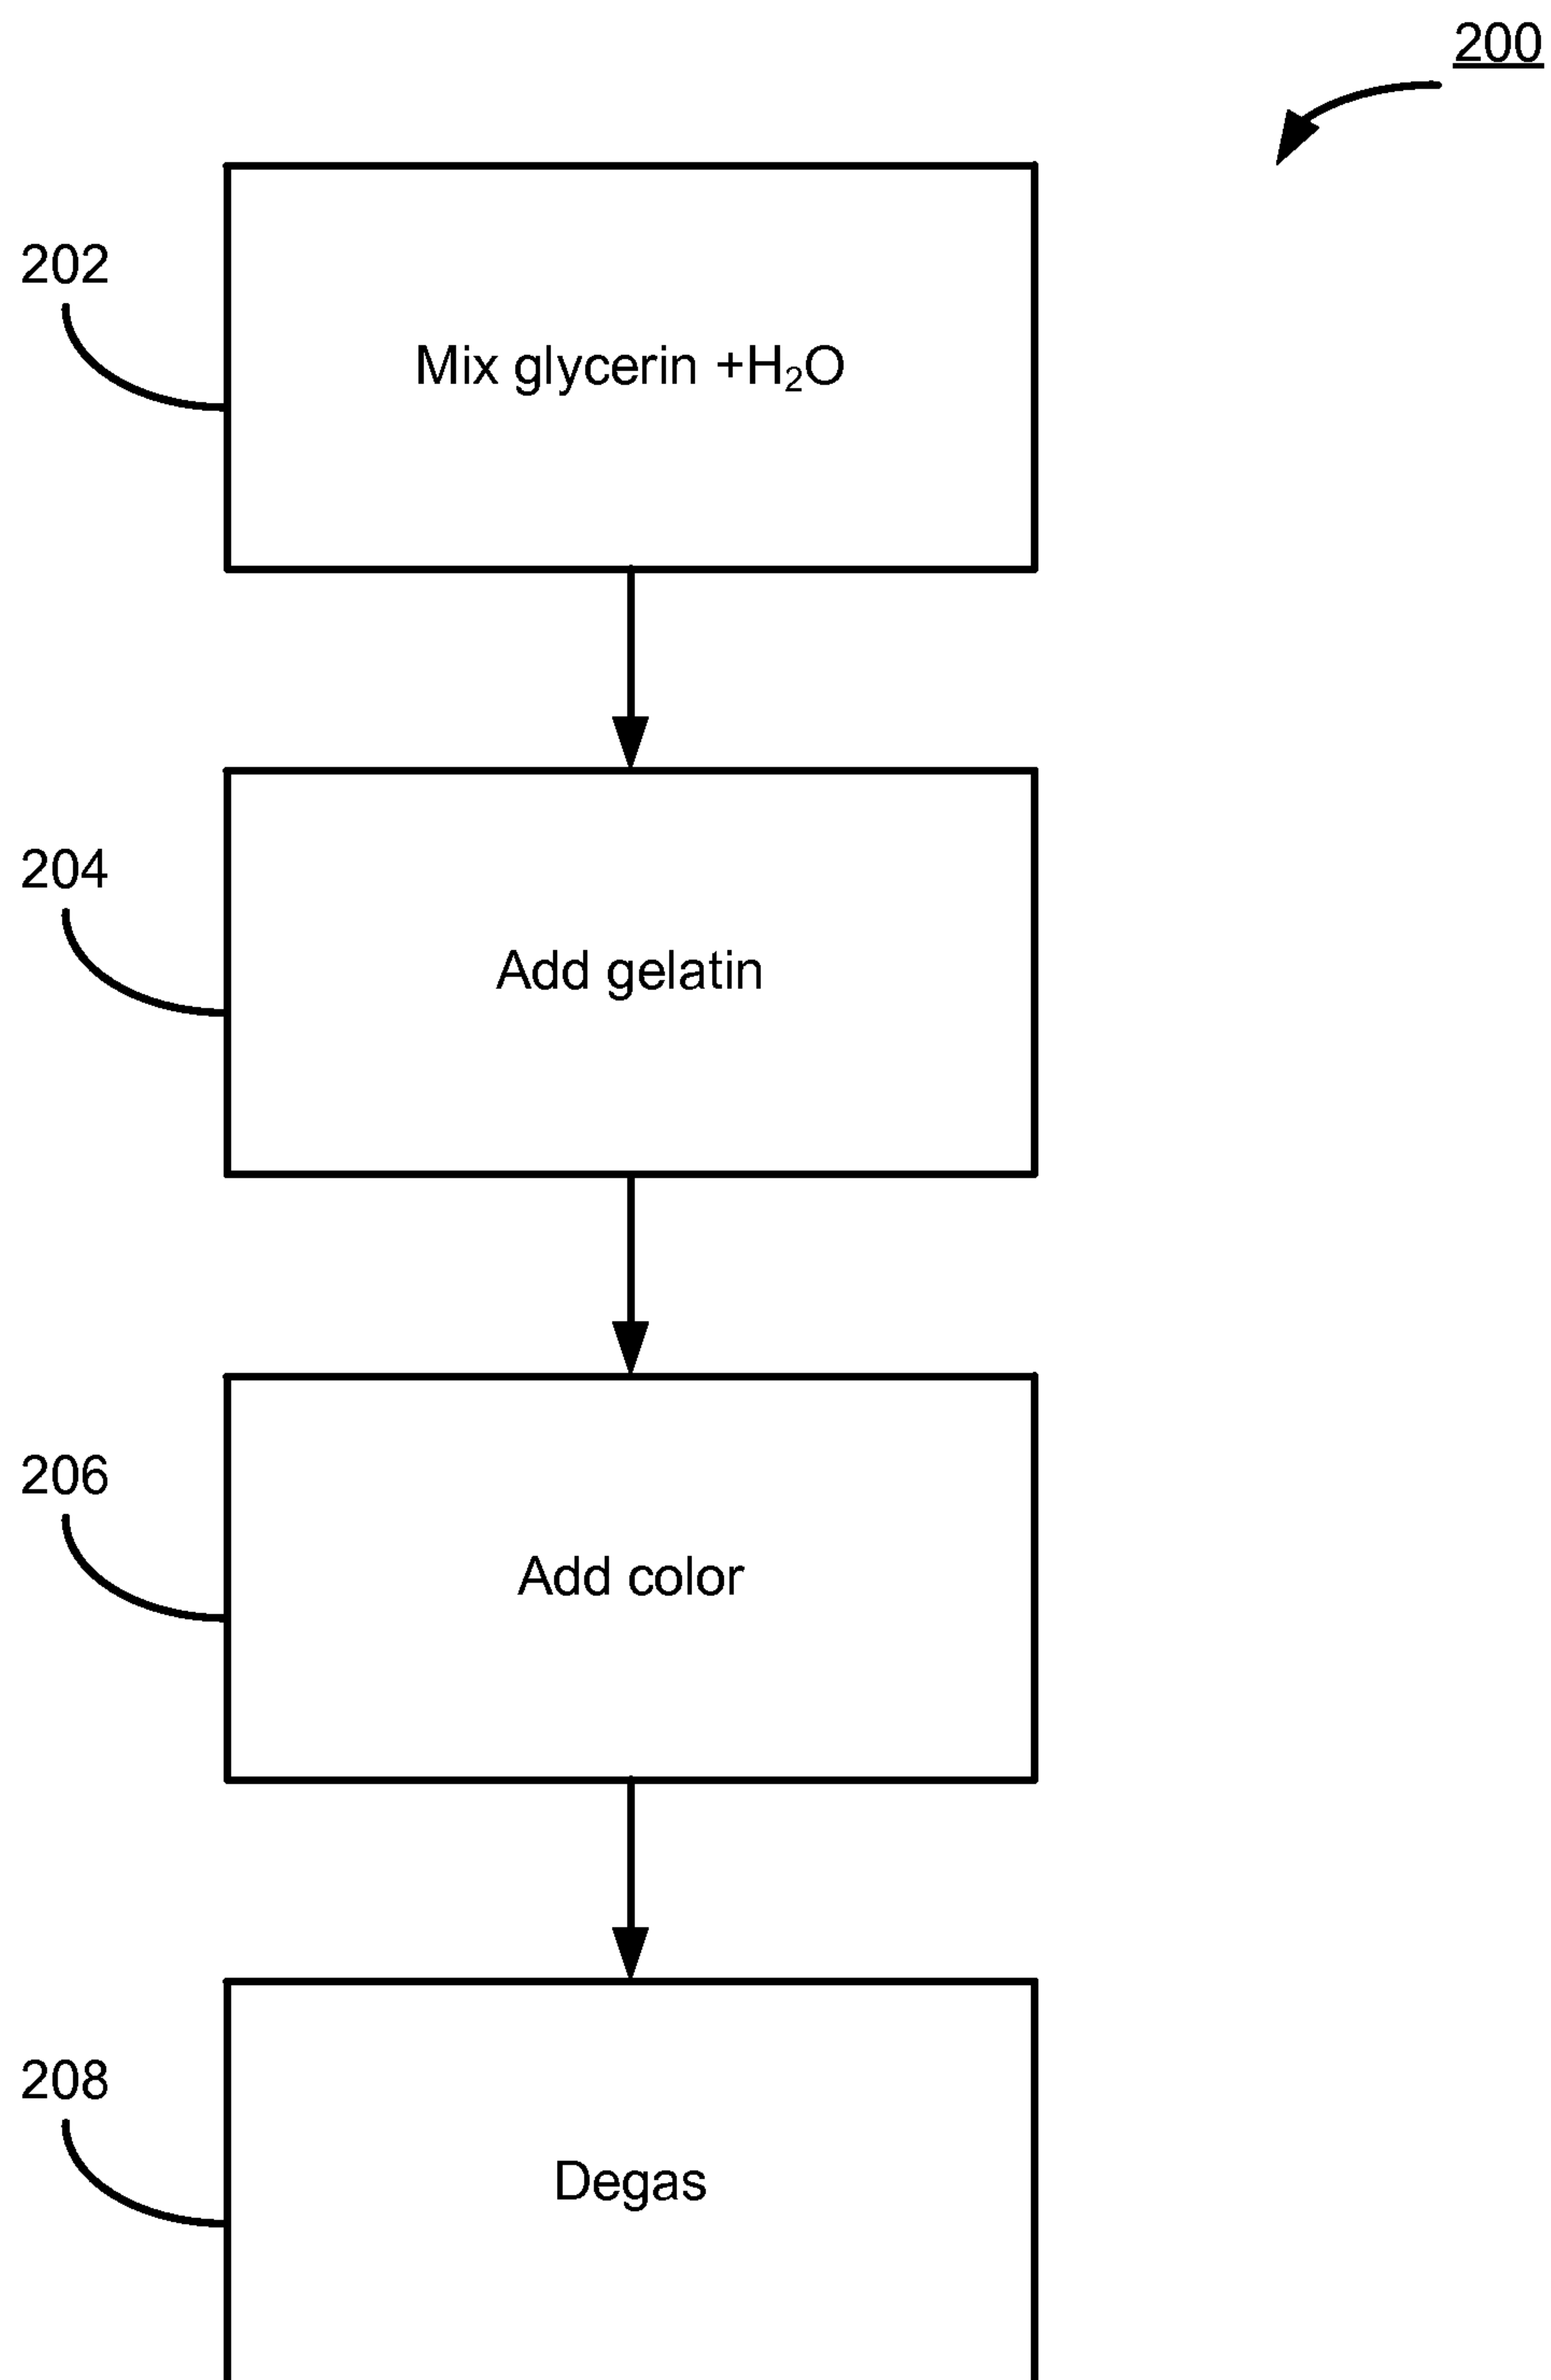 200
202
Mix glycerin +H₂O
204
Add gelatin
206
Add color
208
Degas